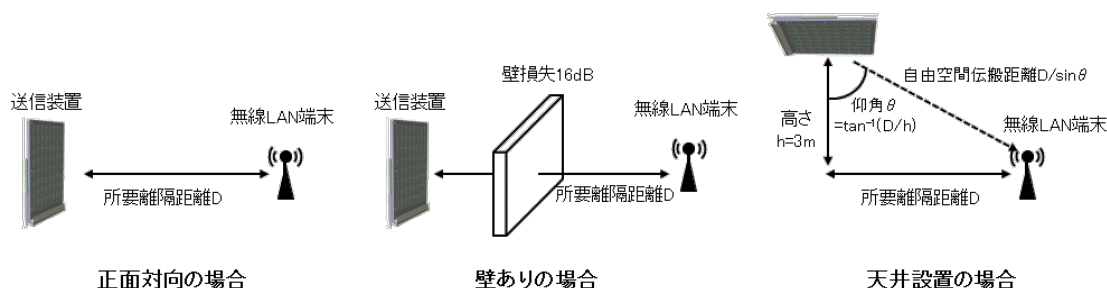 送信装置
無線LAN端末
所要離隔距離D
正面対向の場合
壁損失16dB
送信装置
無線LAN端末
所要離隔距離D
壁ありの場合
自由空間伝搬距離D/sinθ
高さ
h=3m
仰角θ
=tan⁻¹(D/h)
無線LAN端末
所要離隔距離D
天井設置の場合